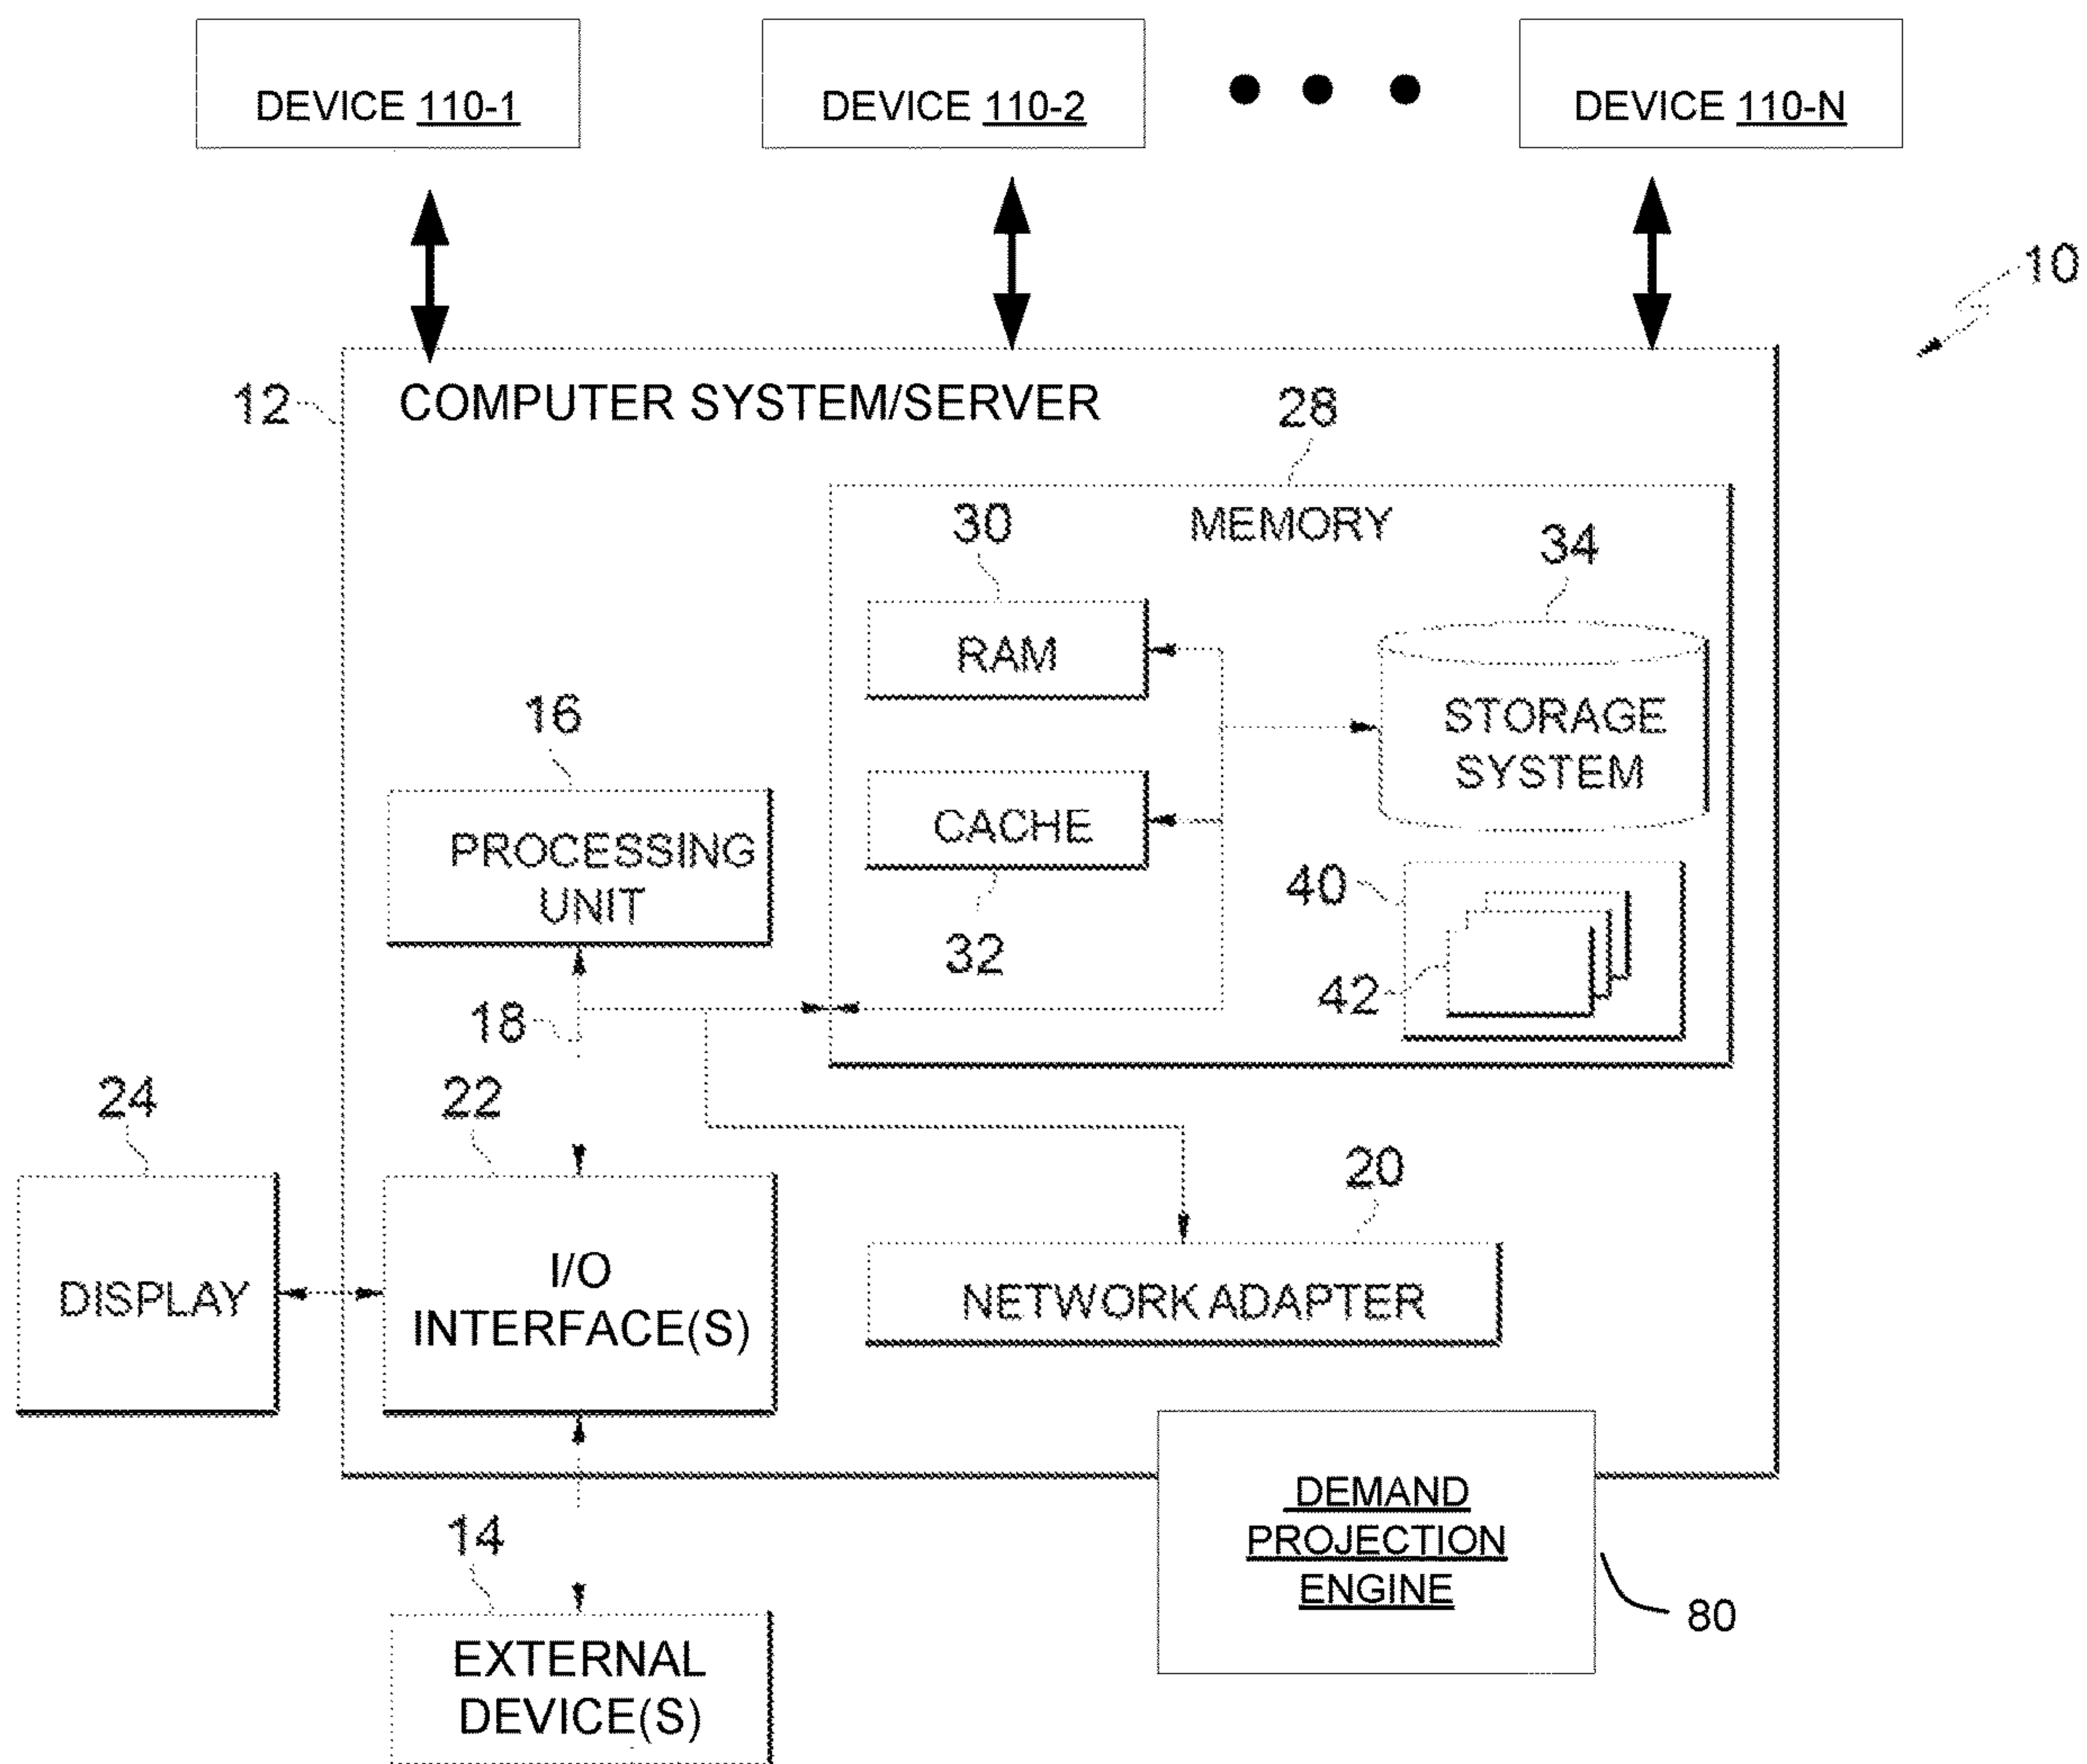 DEVICE 110-1
DEVICE 110-2
DEVICE 110-N
10
12
COMPUTER SYSTEM/SERVER
28
MEMORY
30
34
RAM
STORAGE
SYSTEM
16
CACHE
PROCESSING
UNIT
40
32
42
18
24
22
20
DISPLAY
I/O
INTERFACE(S)
NETWORK ADAPTER
DEMAND
PROJECTION
ENGINE
80
14
EXTERNAL
DEVICE(S)